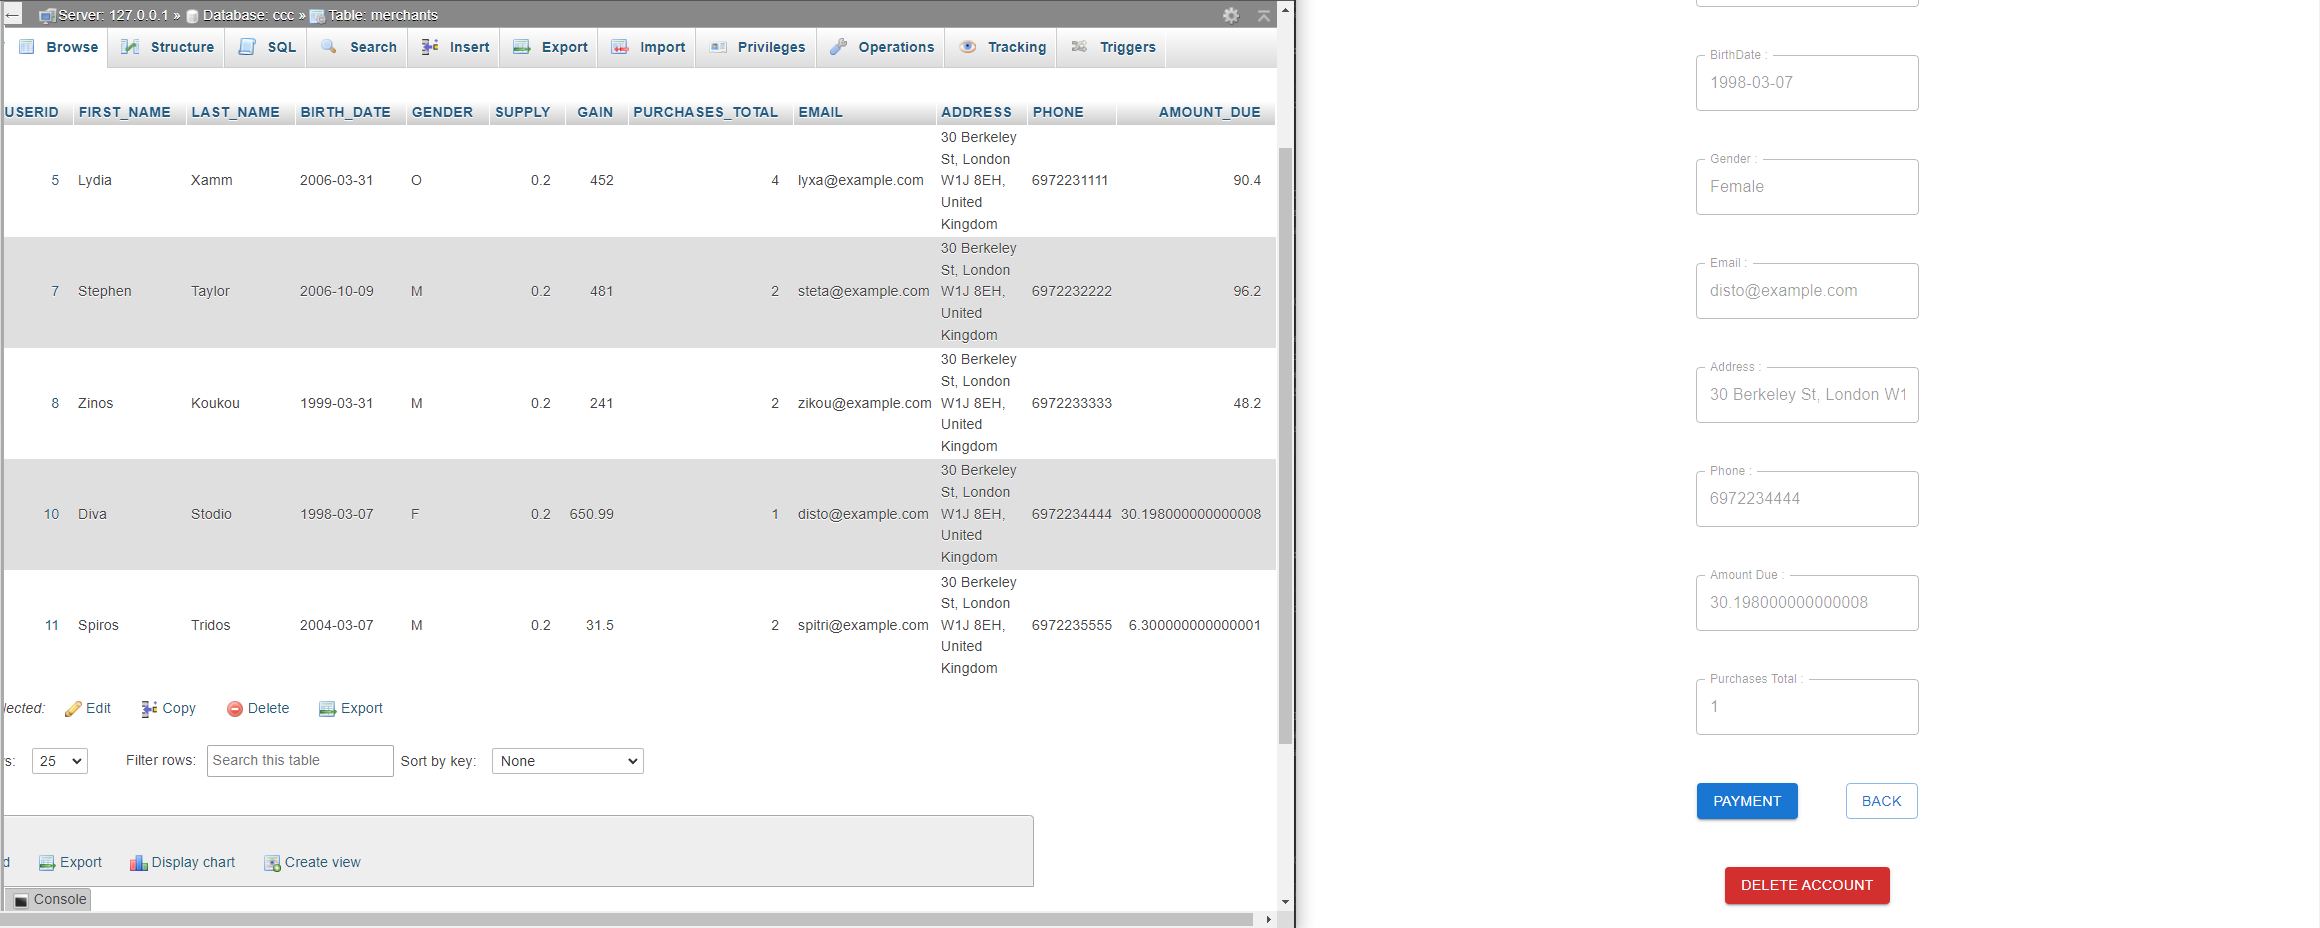 Server: 127.0.0.1 » Database: ccc » Table: merchants
Browse Structure SQL Search Insert Export Import Privileges Operations Tracking Triggers
USERID FIRST_NAME LAST_NAME BIRTH_DATE GENDER SUPPLY GAIN PURCHASES_TOTAL EMAIL ADDRESS PHONE AMOUNT_DUE
30 Berkeley
St, London
5 Lydia Xamm 2006-03-31 O 0.2 452 4 lyxa@example.com W1J 8EH, 6972231111 90.4
United
Kingdom
30 Berkeley
St, London
7 Stephen Taylor 2006-10-09 M 0.2 481 2 steta@example.com W1J 8EH, 6972232222 96.2
United
Kingdom
30 Berkeley
St, London
8 Zinos Koukou 1999-03-31 M 0.2 241 2 zikou@example.com W1J 8EH, 6972233333 48.2
United
Kingdom
30 Berkeley
St, London
10 Diva Stodio 1998-03-07 F 0.2 650.99 1 disto@example.com W1J 8EH, 6972234444 30.198000000000008
United
Kingdom
30 Berkeley
St, London
11 Spiros Tridos 2004-03-07 M 0.2 31.5 2 spitri@example.com W1J 8EH, 6972235555 6.300000000000001
United
Kingdom
lected: Edit Copy Delete Export
s: 25 Filter rows: Search this table Sort by key: None
d Export Display chart Create view
Console
BirthDate :
1998-03-07
Gender :
Female
Email :
disto@example.com
Address :
30 Berkeley St, London W1
Phone :
6972234444
Amount Due :
30.198000000000008
Purchases Total :
1
PAYMENT BACK
DELETE ACCOUNT